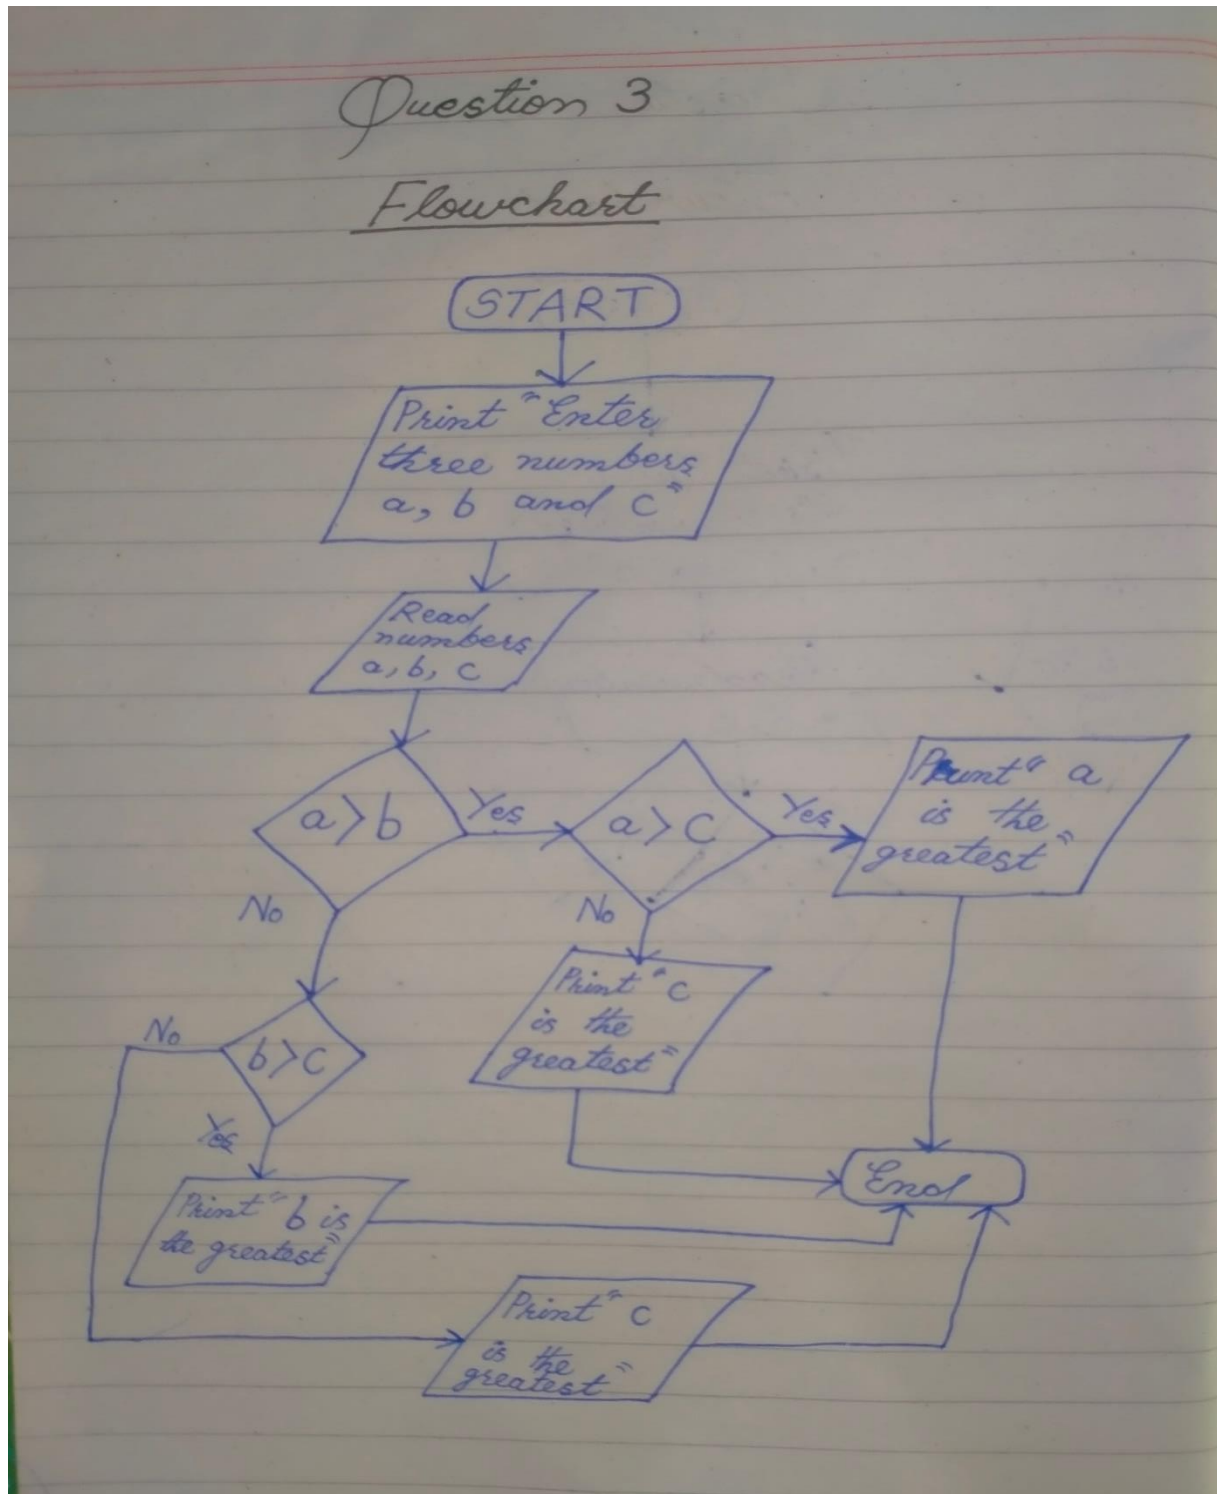 Question 3
Flowchart
START
Print "Enter
three numbers
a, b and c"
Read
numbers
a, b, c
a>b
Yes
a>c
Yes
Print" a
is the
greatest"
No
No
Print "c
is the
greatest"
No
b>c
Yes
End
Print" b is
the greatest"
Print" c
is the
greatest"